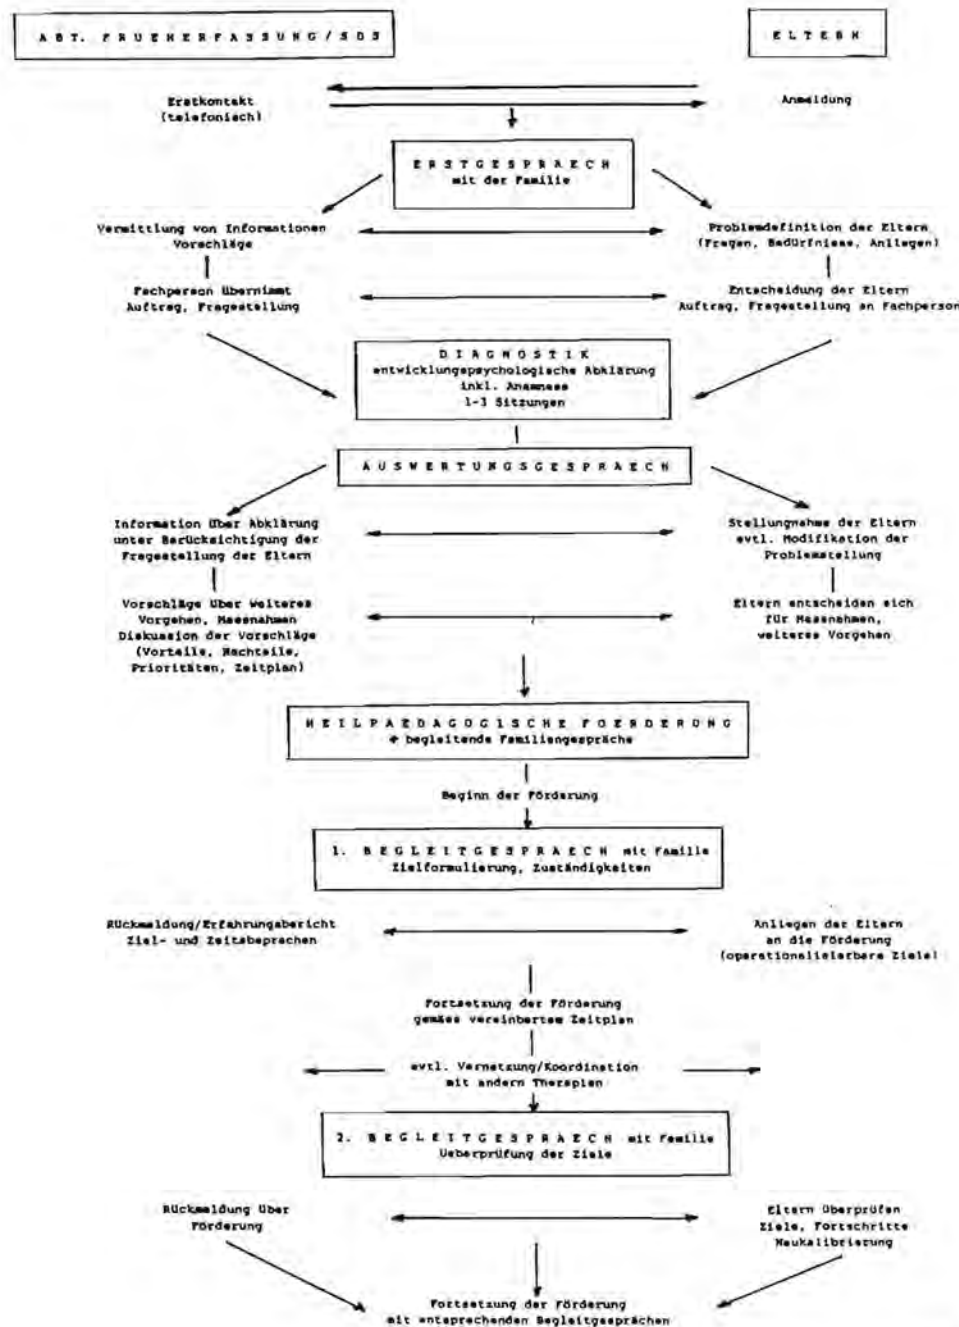 ABT. FRUEHERFASSUNG/SDS
ELTERN
Erstkontakt
(telefonisch)
Anmeldung
ERSTGESPRAECH
mit der Familie
Vermittlung von Informationen
Vorschläge
Problemdefinition der Eltern
(Fragen, Bedürfnisse, Anliegen)
Fachperson übernimmt
Auftrag, Fragestellung
Entscheidung der Eltern
Auftrag, Fragestellung an Fachperson
DIAGNOSTIK
entwicklungspsychologische Abklärung
inkl. Anamnese
1-3 Sitzungen
AUSWERTUNGSGESPRAECH
Information über Abklärung
unter Berücksichtigung der
Fragestellung der Eltern
Stellungnahme der Eltern
evtl. Modifikation der
Problemstellung
Vorschläge über weiteres
Vorgehen, Massnahmen
Diskussion der Vorschläge
(Vorteile, Nachteile,
Prioritäten, Zeitplan)
Eltern entscheiden sich
für Massnahmen,
weiteres Vorgehen
HEILPAEDAGOGISCHE FOERDERUNG
+ begleitende Familiengespräche
Beginn der Förderung
1. BEGLEITGESPRAECH mit Familie
Zielformulierung, Zuständigkeiten
Rückmeldung/Erfahrungsbericht
Ziel- und Zeitabsprachen
Anliegen der Eltern
an die Förderung
(operationalisierbare Ziele)
Fortsetzung der Förderung
gemäss vereinbartem Zeitplan
evtl. Vernetzung/Koordination
mit andern Therapien
2. BEGLEITGESPRAECH mit Familie
Ueberprüfung der Ziele
Rückmeldung über
Förderung
Eltern überprüfen
Ziele, Fortschritte
Neukalibrierung
Fortsetzung der Förderung
mit entsprechenden Begleitgesprächen